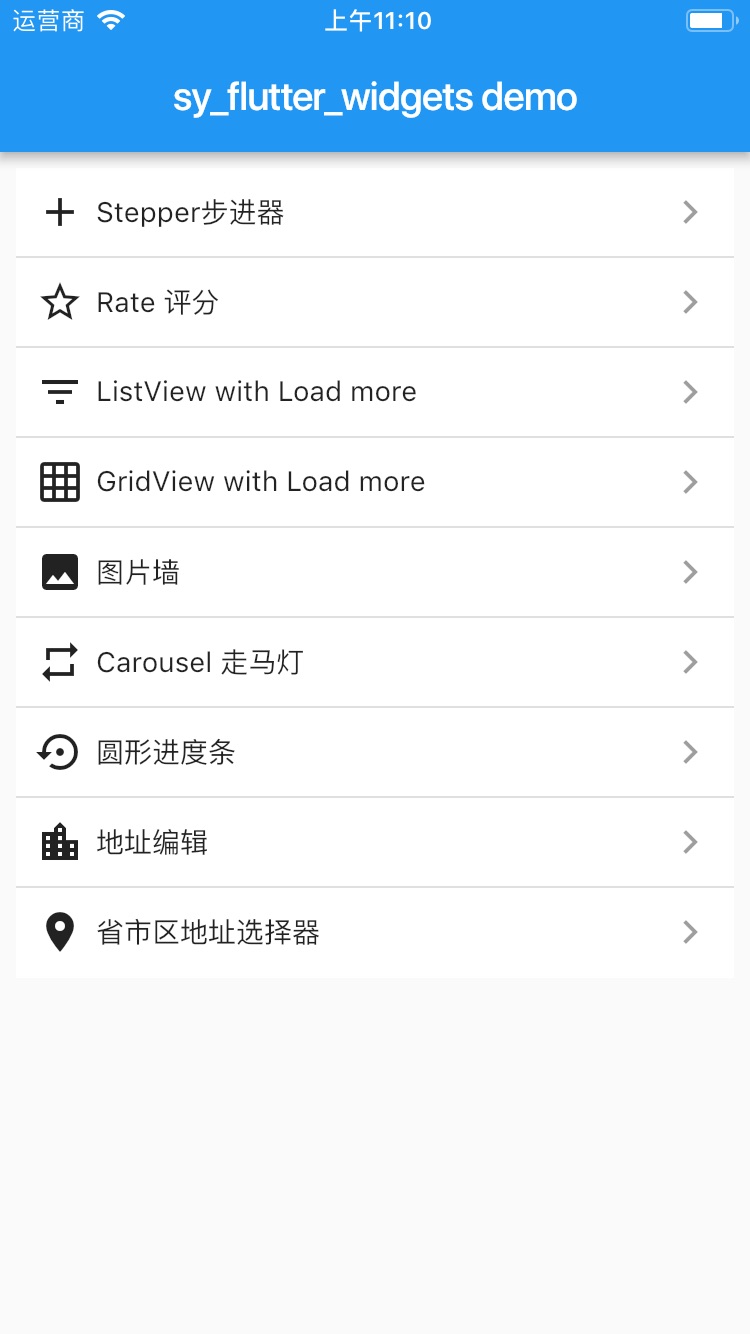 运营商 上午11:10
sy_flutter_widgets demo
Stepper步进器
Rate 评分
ListView with Load more
GridView with Load more
图片墙
Carousel 走马灯
圆形进度条
地址编辑
省市区地址选择器